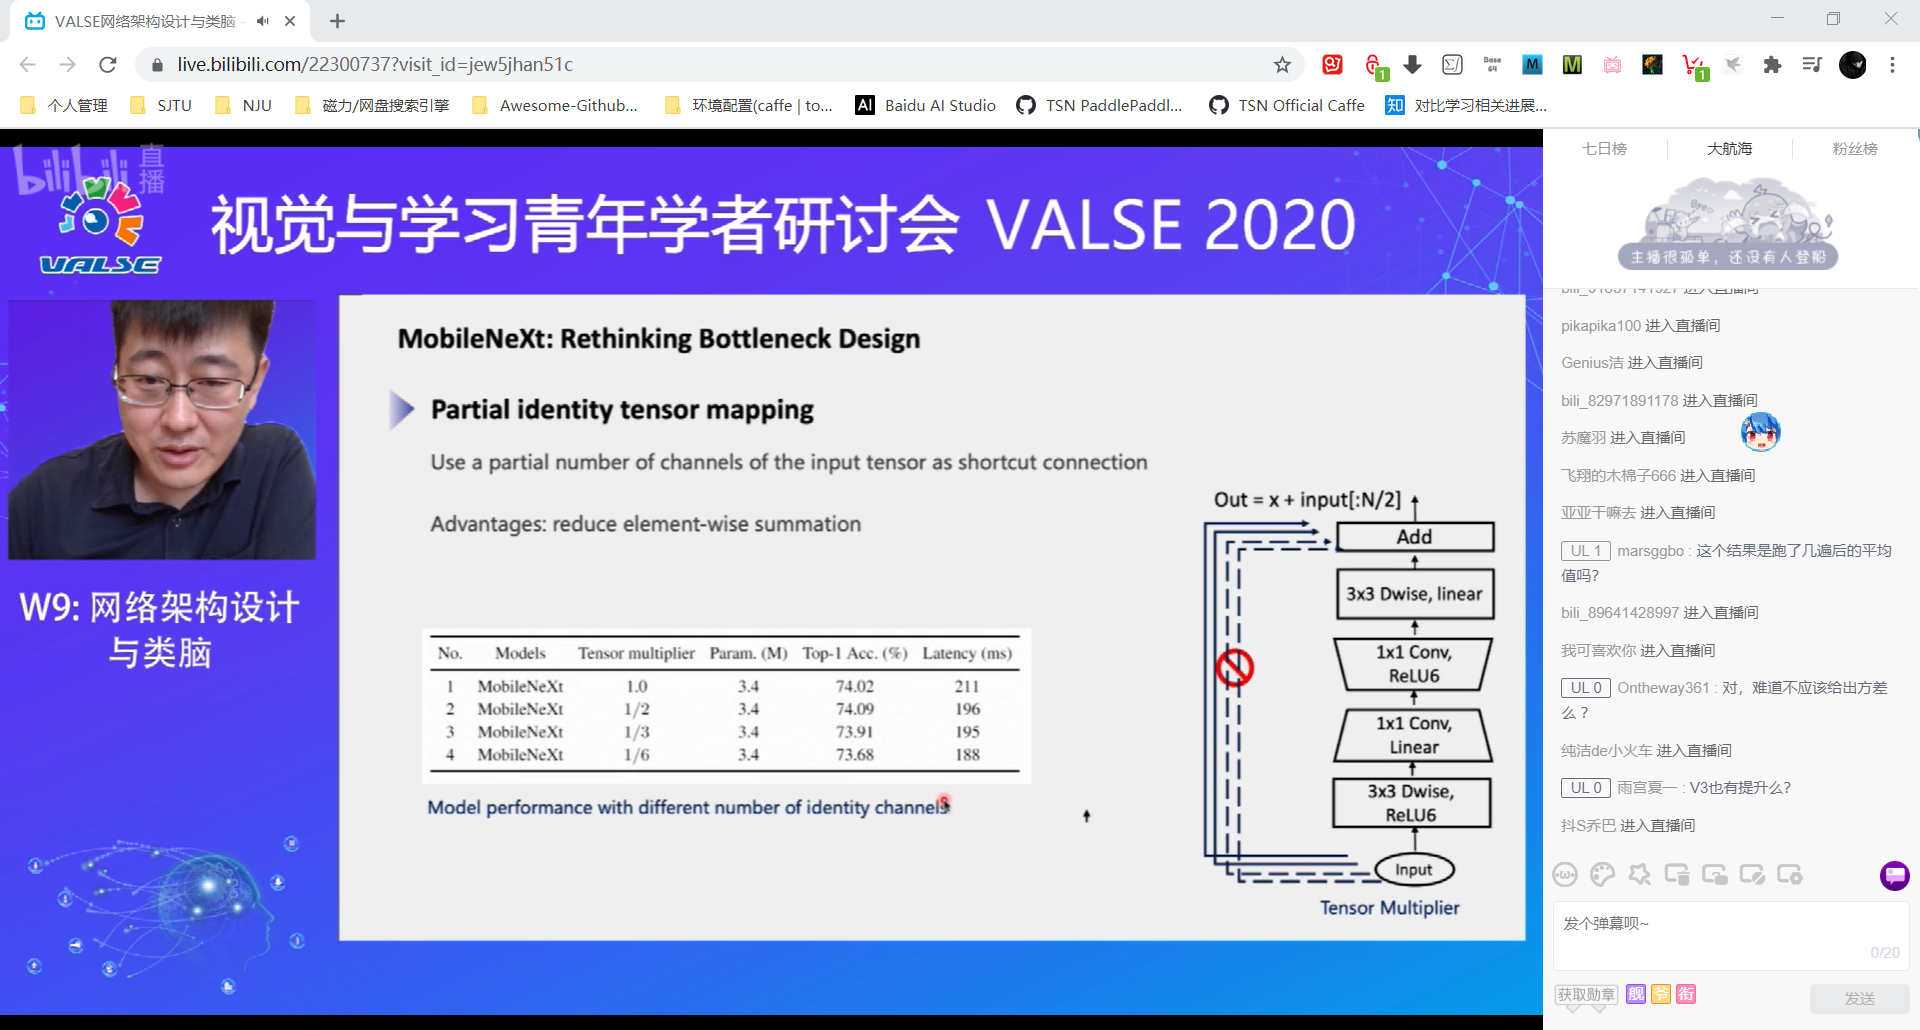 VALSE网络架构设计与类脑
live.bilibili.com/22300737?visit_id=jew5jhan51c
个人管理
SJTU
NJU
磁力/网盘搜索引擎
Awesome-Github...
环境配置(caffe | to...
AI
Baidu AI Studio
TSN PaddlePaddl...
TSN Official Caffe
知
对比学习相关进展...
1
Base 64
M
M
1
bilibili 直播
VALSE
视觉与学习青年学者研讨会 VALSE 2020
W9: 网络架构设计
与类脑
MobileNeXt: Rethinking Bottleneck Design
Partial identity tensor mapping
Use a partial number of channels of the input tensor as shortcut connection
Advantages: reduce element-wise summation
No. Models Tensor multiplier Param. (M) Top-1 Acc. (%) Latency (ms)
1 MobileNeXt 1.0 3.4 74.02 211
2 MobileNeXt 1/2 3.4 74.09 196
3 MobileNeXt 1/3 3.4 73.91 195
4 MobileNeXt 1/6 3.4 73.68 188
Model performance with different number of identity channels
Out = x + input[:N/2]
Add
3x3 Dwise, linear
1x1 Conv,
ReLU6
1x1 Conv,
Linear
3x3 Dwise,
ReLU6
Input
Tensor Multiplier
七日榜
大航海
粉丝榜
主播很孤单，还没有人登船
pikapika100 进入直播间
Genius洁 进入直播间
bili_82971891178 进入直播间
苏魔羽 进入直播间
飞翔的木棉子666 进入直播间
亚亚干嘛去 进入直播间
UL 1 marsggbo : 这个结果是跑了几遍后的平均
值吗?
bili_89641428997 进入直播间
我可喜欢你 进入直播间
UL 0 Ontheway361 : 对，难道不应该给出方差
么？
纯洁de小火车 进入直播间
UL 0 雨宫夏一 : V3也有提升么?
抖S乔巴 进入直播间
发个弹幕呗~
0/20
获取勋章
舰
爷
衔
发送